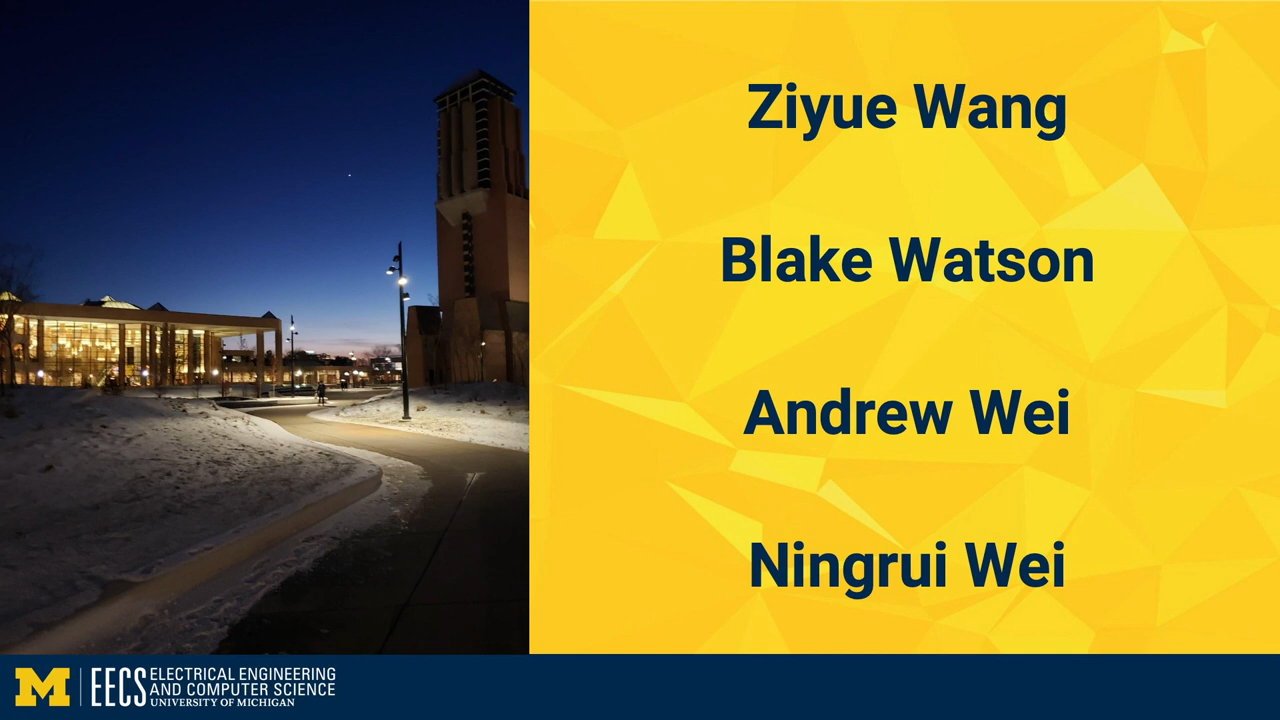 Ziyue Wang
Blake Watson
Andrew Wei
Ningrui Wei
M EECS ELECTRICAL ENGINEERING
AND COMPUTER SCIENCE
UNIVERSITY OF MICHIGAN